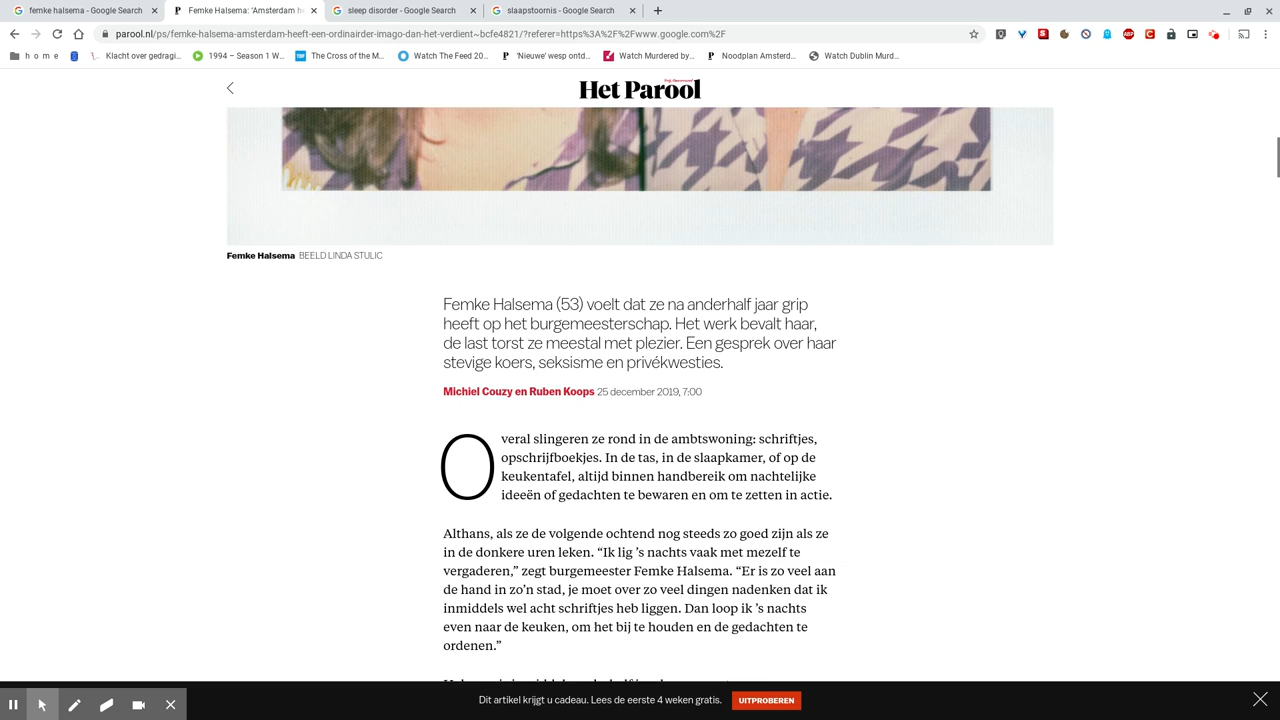 femke halsema - Google Search
Femke Halsema: 'Amsterdam he
sleep disorder - Google Search
slaapstoornis - Google Search
parool.nl/ps/femke-halsema-amsterdam-heeft-een-ordinairder-imago-dan-het-verdient~bcfe4821/?referer=https%3A%2F%2Fwww.google.com%2F
h o m e
Klacht over gedragi...
1994 – Season 1 W...
The Cross of the M...
Watch The Feed 20...
'Nieuwe' wesp ontd...
Watch Murdered by...
Noodplan Amsterd...
Watch Dublin Murd...
Het Parool
Femke Halsema BEELD LINDA STULIC
Femke Halsema (53) voelt dat ze na anderhalf jaar grip
heeft op het burgemeesterschap. Het werk bevalt haar,
de last torst ze meestal met plezier. Een gesprek over haar
stevige koers, seksisme en privékwesties.
Michiel Couzy en Ruben Koops 25 december 2019, 7:00
Overal slingeren ze rond in de ambtswoning: schriftjes,
opschrijfboekjes. In de tas, in de slaapkamer, of op de
keukentafel, altijd binnen handbereik om nachtelijke
ideeën of gedachten te bewaren en om te zetten in actie.
Althans, als ze de volgende ochtend nog steeds zo goed zijn als ze
in de donkere uren leken. “Ik lig ’s nachts vaak met mezelf te
vergaderen,” zegt burgemeester Femke Halsema. “Er is zo veel aan
de hand in zo’n stad, je moet over zo veel dingen nadenken dat ik
inmiddels wel acht schriftjes heb liggen. Dan loop ik ’s nachts
even naar de keuken, om het bij te houden en de gedachten te
ordenen.”
Dit artikel krijgt u cadeau. Lees de eerste 4 weken gratis.
UITPROBEREN